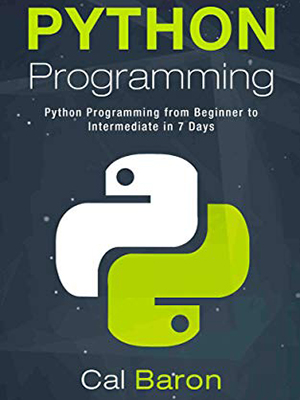 PYTHON
Programming
Python Programming from Beginner to
Intermediate in 7 Days
Cal Baron